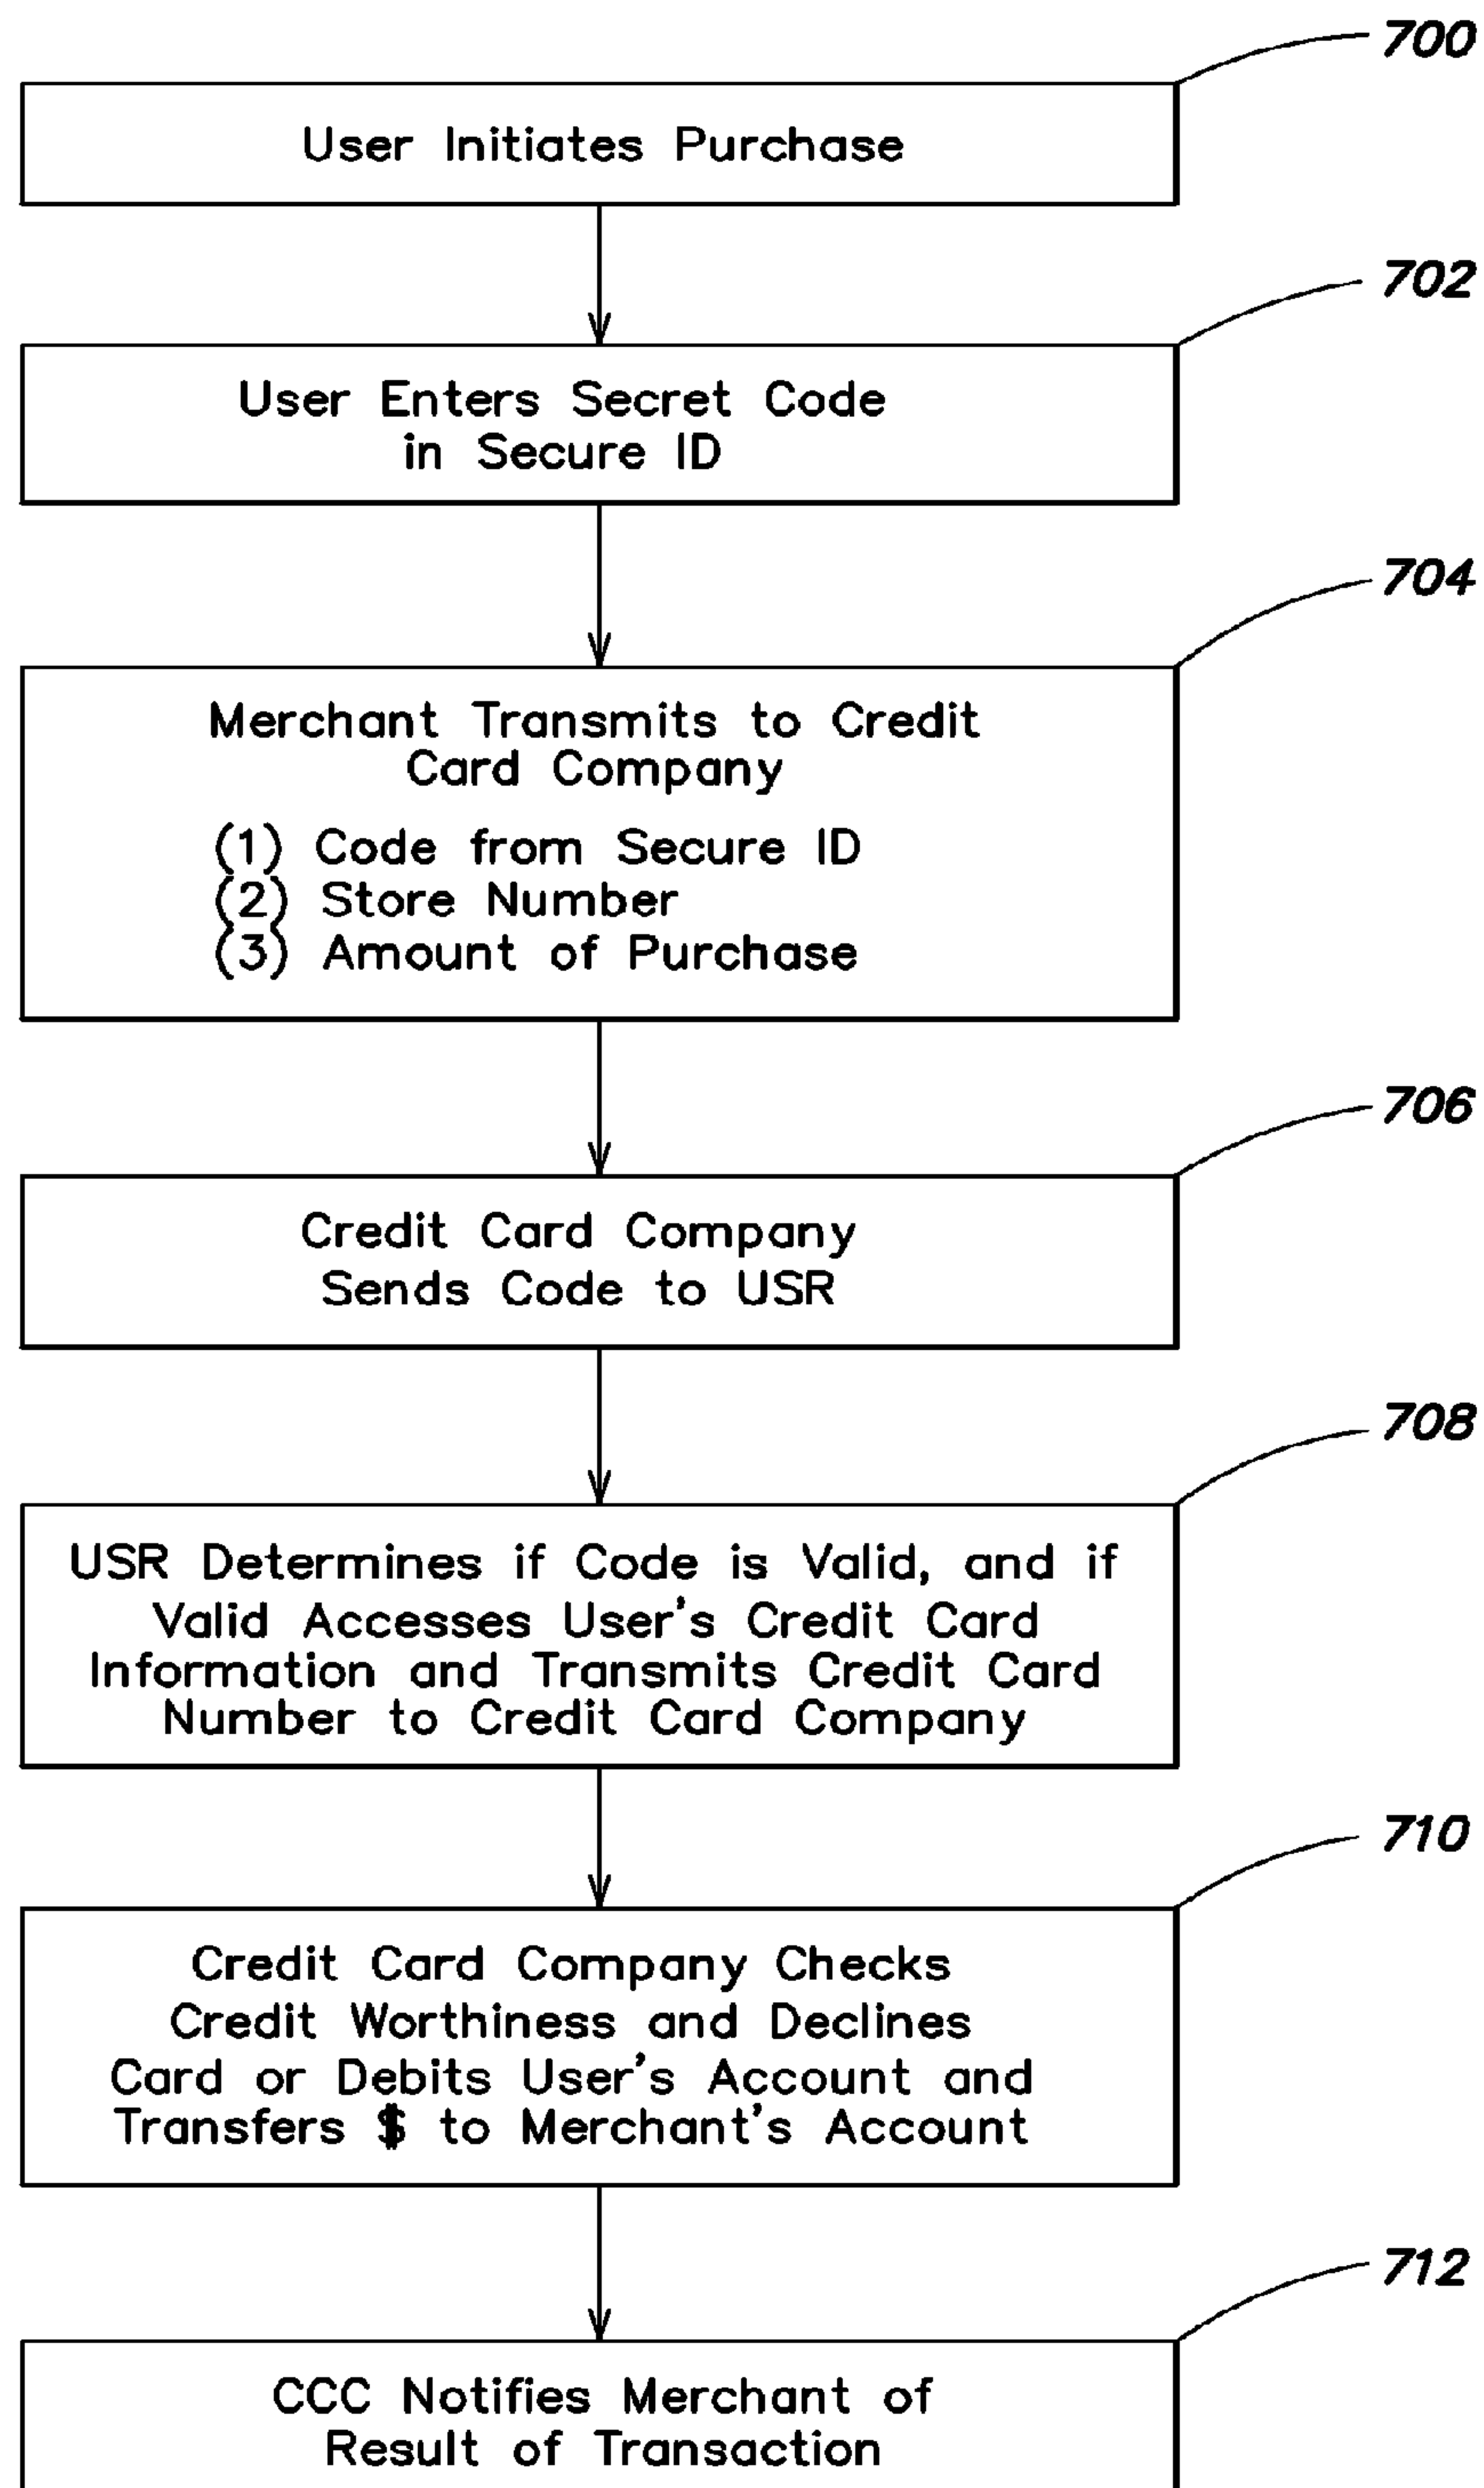 700
User Initiates Purchase
702
User Enters Secret Code
in Secure ID
704
Merchant Transmits to Credit
Card Company
(1) Code from Secure ID
(2) Store Number
(3) Amount of Purchase
706
Credit Card Company
Sends Code to USR
708
USR Determines if Code is Valid, and if
Valid Accesses User's Credit Card
Information and Transmits Credit Card
Number to Credit Card Company
710
Credit Card Company Checks
Credit Worthiness and Declines
Card or Debits User's Account and
Transfers $ to Merchant's Account
712
CCC Notifies Merchant of
Result of Transaction